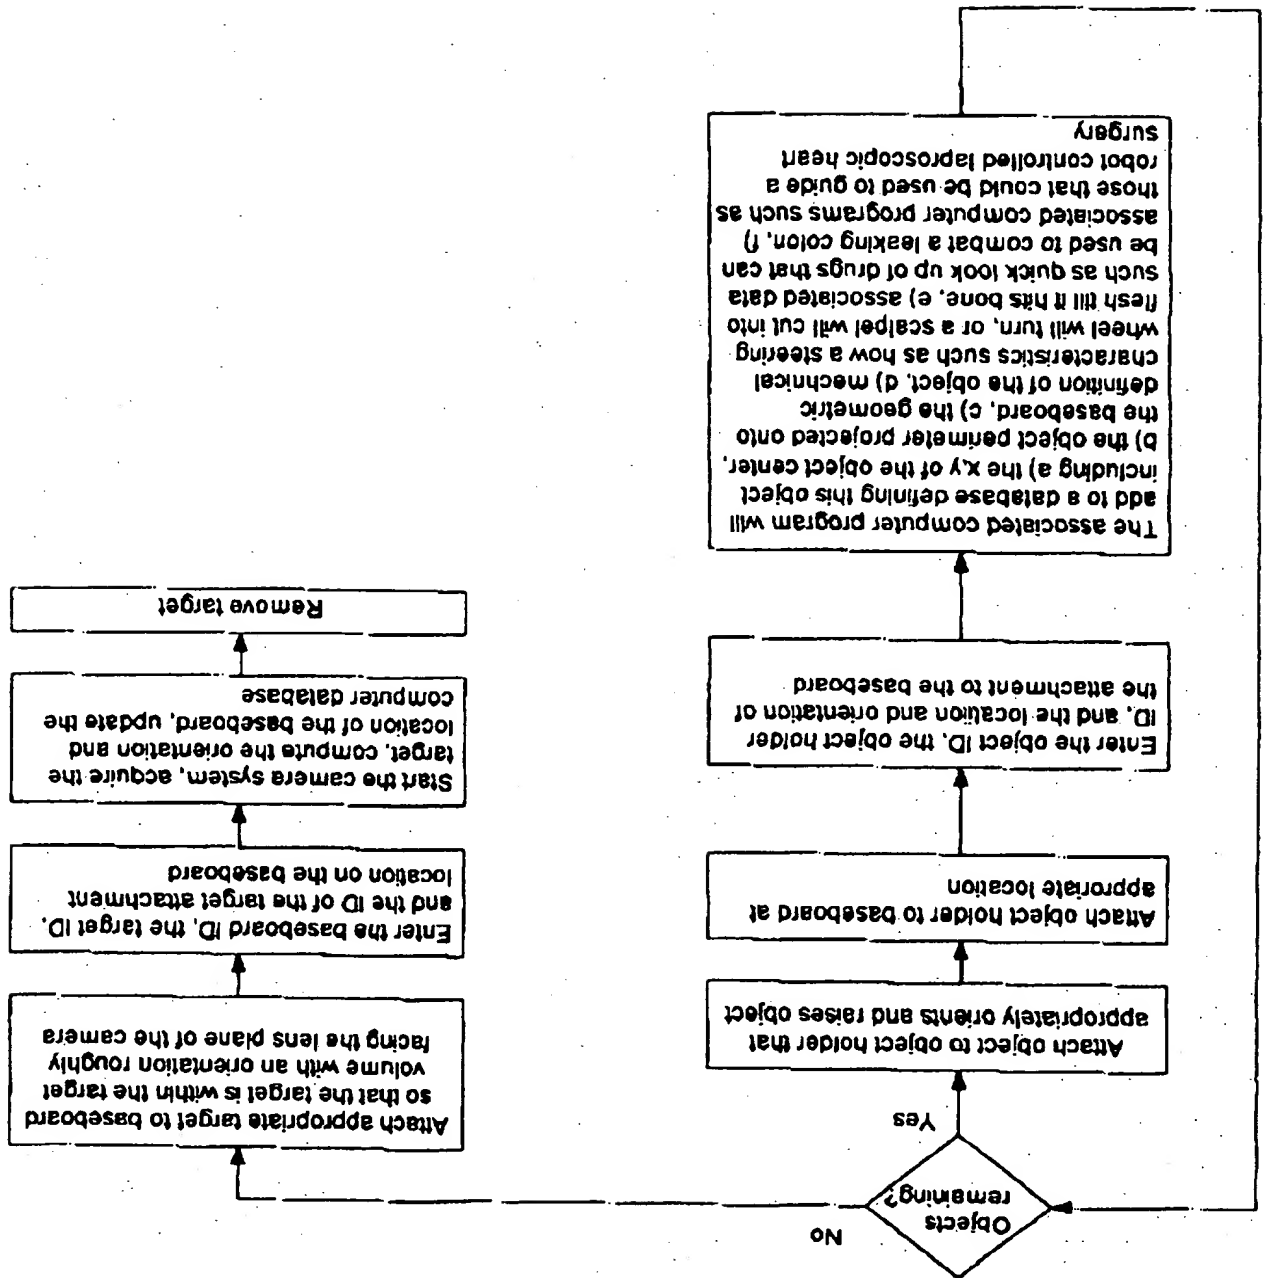 Objects
remaining?
No
Yes
Attach object to object holder that
appropriately orients and raises object
Attach object holder to baseboard at
approriate location
Enter the object ID, the object holder
ID, and the location and orientation of
the attachment to the baseboard
The associated computer program will
add to a database defining this object
including a) the x,y of the object center,
b) the object perimeter projected onto
the baseboard, c) the geometric
definition of the object, d) mechnical
characteristics such as how a steering
wheel will turn, or a scalpel will cut into
flesh till it hits bone, e) associated data
such as quick look up of drugs that can
be used to combat a leaking colon, f)
associated computer programs such as
those that could be used to guide a
robot controlled laproscopic heart
surgery
Attach appropriate target to baseboard
so that the target is within the target
volume with an orientation roughly
facing the lens plane of the camera
Enter the baseboard ID, the target ID,
and the ID of the target attachment
location on the baseboard
Start the camera system, acquire the
target, compute the orientation and
location of the baseboard, update the
computer database
Remove target